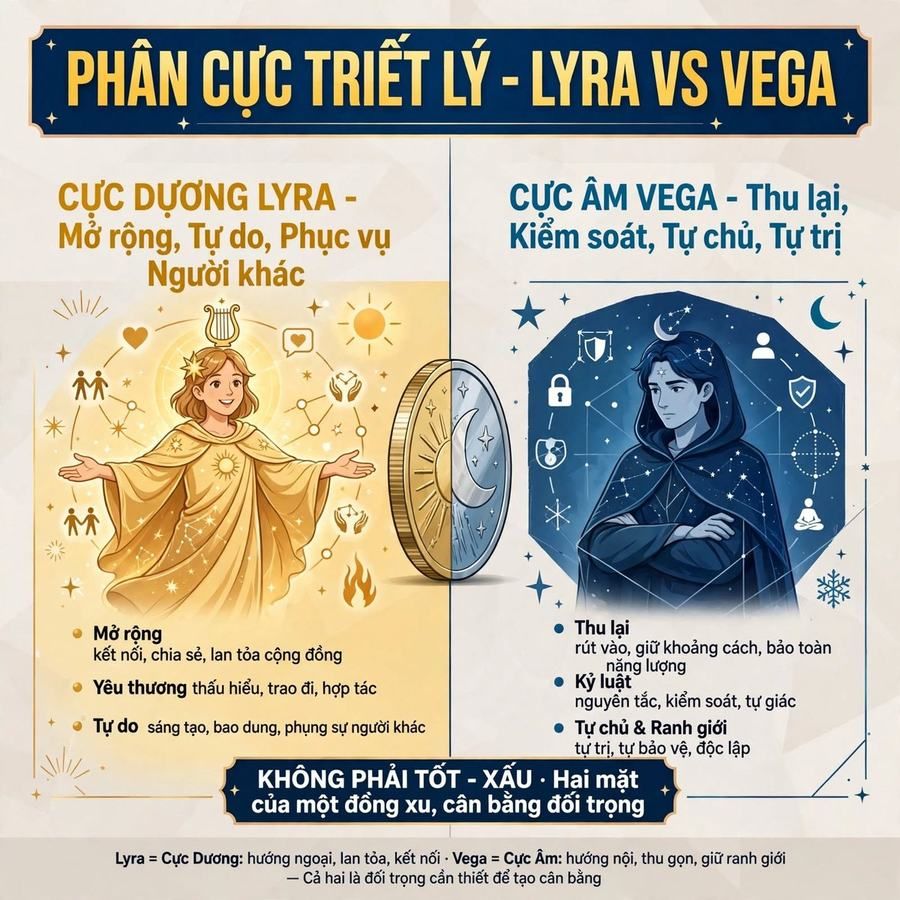 PHÂN CỰC TRIẾT LÝ - LYRA VS VEGA
CỰC DƯỢNG LYRA -
Mở rộng, Tự do, Phục vụ
Người khác
Mở rộng
kết nối, chia sẻ, lan tỏa cộng đồng
Yêu thương thấu hiểu, trao đi, hợp tác
Tự do sáng tạo, bao dung, phụng sự người khác
CỰC ÂM VEGA - Thu lại,
Kiểm soát, Tự chủ, Tự trị
Thu lại
rút vào, giữ khoảng cách, bảo toàn
năng lượng
Kỷ luật
nguyên tắc, kiểm soát, tự giác
Tự chủ & Ranh giới
tự trị, tự bảo vệ, độc lập
KHÔNG PHẢI TỐT - XẤU · Hai mặt
của một đồng xu, cân bằng đối trọng
Lyra = Cực Dương: hướng ngoại, lan tỏa, kết nối · Vega = Cực Âm: hướng nội, thu gọn, giữ ranh giới
— Cả hai là đối trọng cần thiết để tạo cân bằng